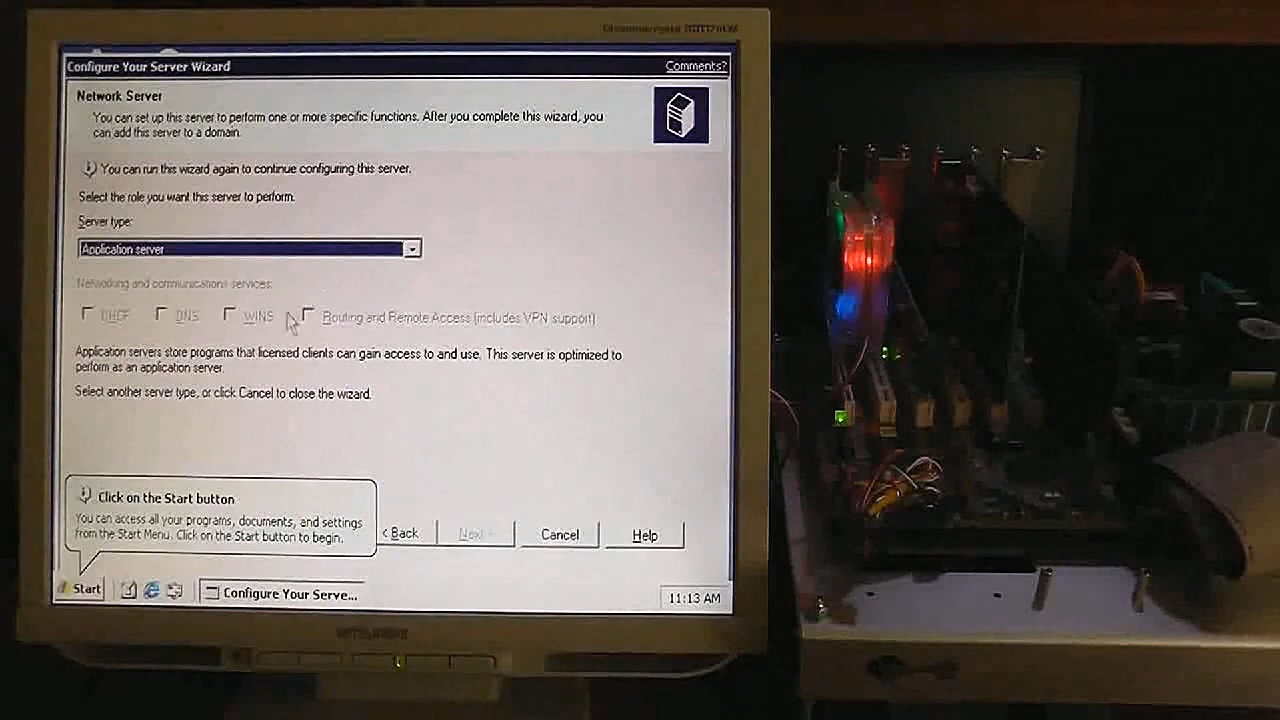 Configure Your Server Wizard
Comments?
Network Server
You can set up this server to perform one or more specific functions. After you complete this wizard, you
can add this server to a domain.
You can run this wizard again to continue configuring this server.
Select the role you want this server to perform.
Server type:
Application server
Networking and communications services:
DHCP DNS WINS Routing and Remote Access (includes VPN support)
Application servers store programs that licensed clients can gain access to and use. This server is optimized to
perform as an application server.
Select another server type, or click Cancel to close the wizard.
Click on the Start button
You can access all your programs, documents, and settings
from the Start Menu. Click on the Start button to begin.
< Back Next > Cancel Help
Start Configure Your Serve... 11:13 AM
MITSUBISHI